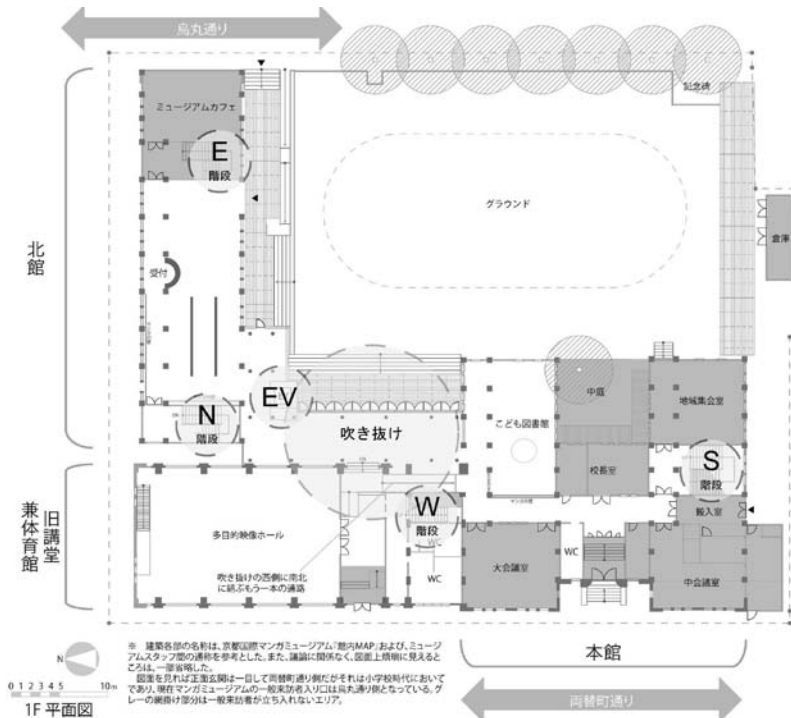 烏丸通り
記念碑
ミュージアムカフェ
E
階段
グラウンド
倉庫
北館
受付
EV
N
階段
吹き抜け
中庭
地域集会室
こども図書館
校長室
S
階段
搬入室
W
階段
旧講堂
兼体育館
多目的映像ホール
WC
WC
大会議室
WC
中会議室
吹き抜けの西側に南北
に結ぶもう一本の通路
本館
両替町通り
N
0 1 2 3 4 5 10m
1F 平面図
※ 建築各部の名称は、京都国際マンガミュージアム「館内MAP」および、ミュージ
アムスタッフ間の通称を参考とした。また、議論に関係なく、図面上煩瑣に見えると
ころは、一部省略した。
図面を見れば正面玄関は一目して両替町通り側だがそれは小学校時代において
であり、現在マンガミュージアムの一般来訪者入り口は烏丸通り側となっている。グ
レーの網掛け部分は一般来訪者が立ち入れないエリア。